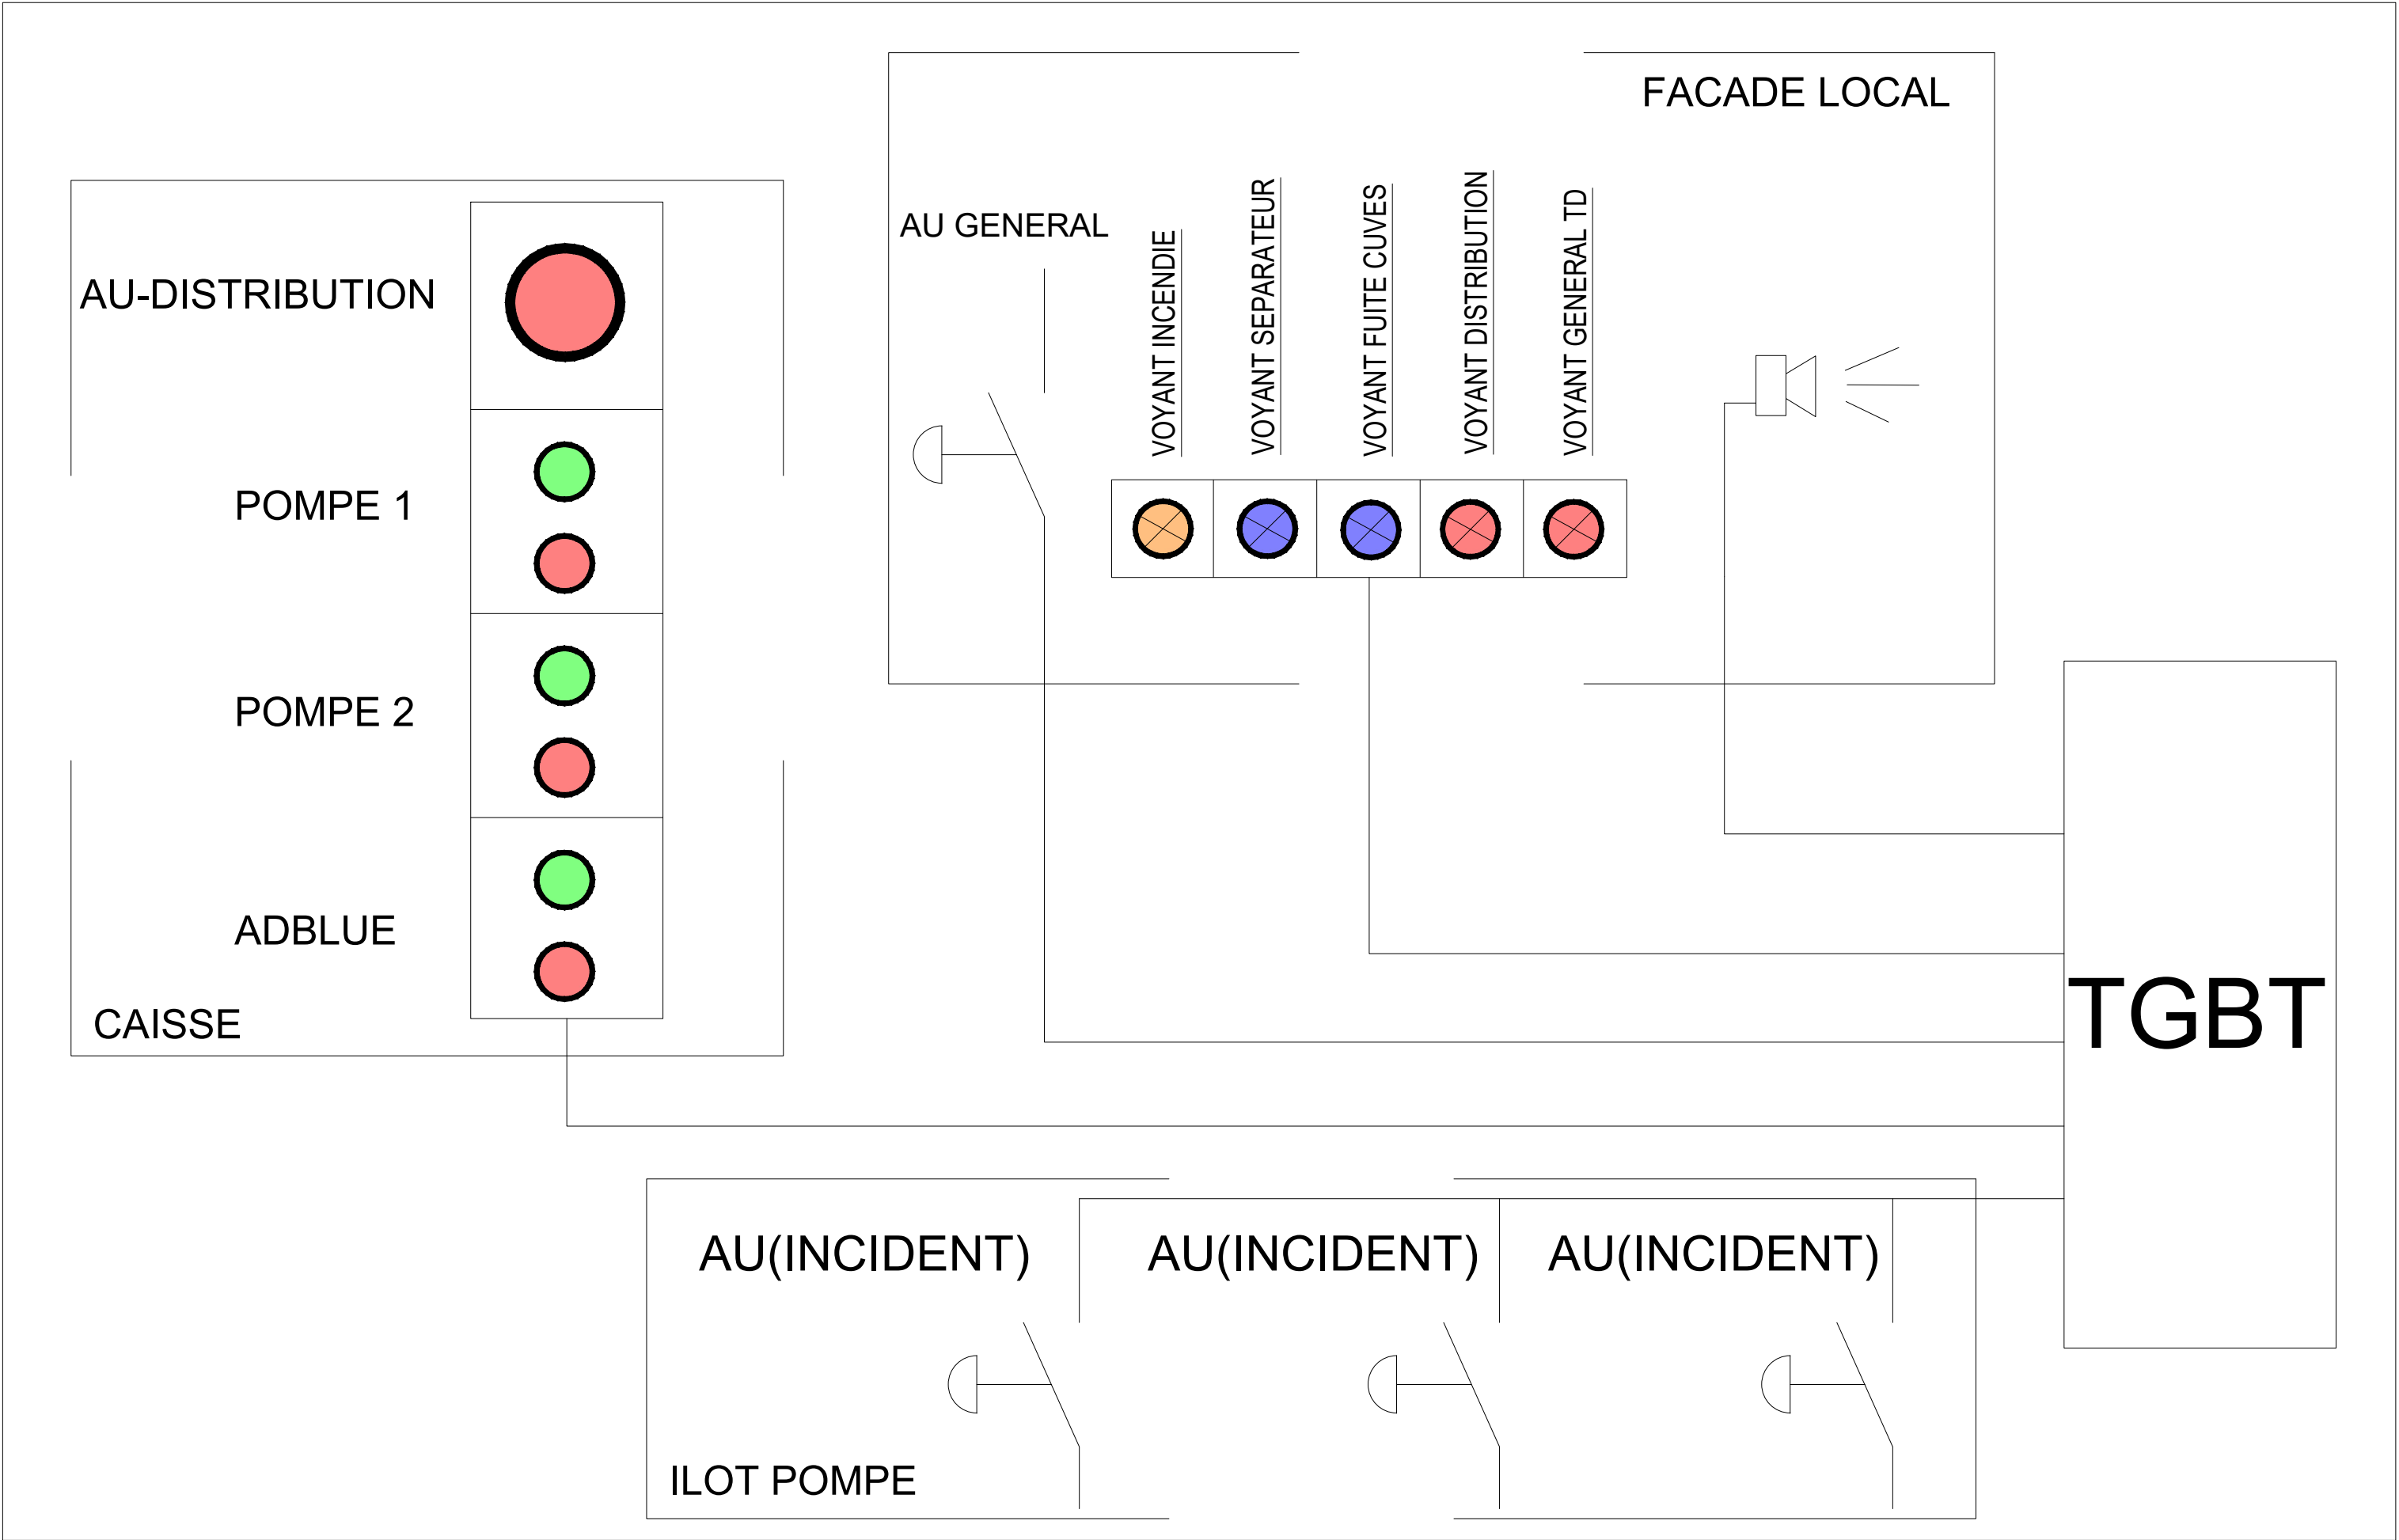 FACADE LOCAL
AU GENERAL
VOYANT INCENDIE
VOYANT SEPARATEUR
VOYANT FUITE CUVES
VOYANT DISTRIBUTION
VOYANT GENERAL TD
AU-DISTRIBUTION
POMPE 1
POMPE 2
ADBLUE
CAISSE
TGBT
AU(INCIDENT)
AU(INCIDENT)
AU(INCIDENT)
ILOT POMPE